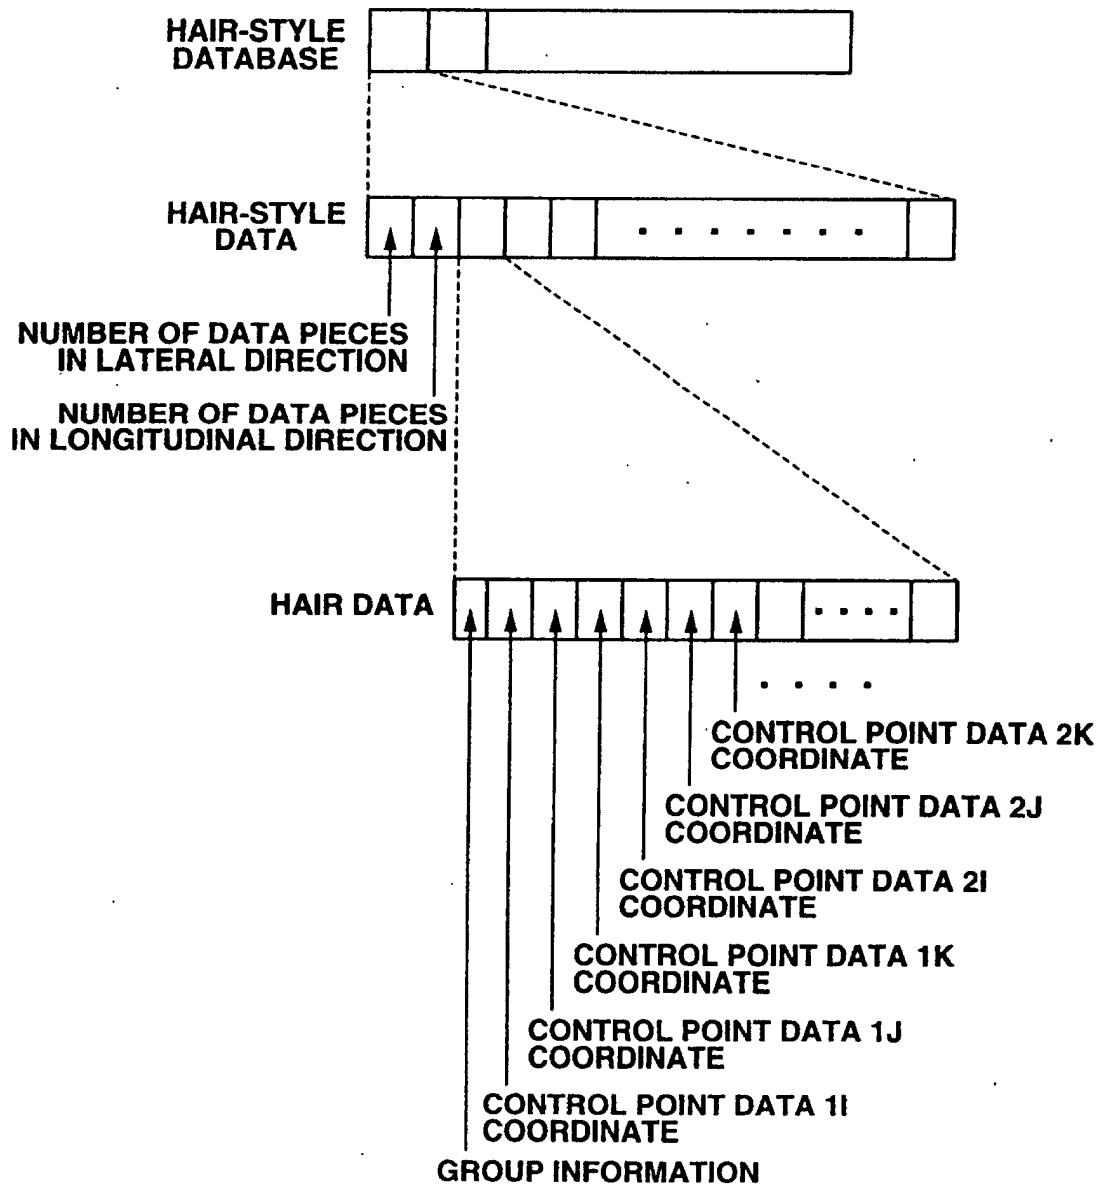 HAIR-STYLE
DATABASE
HAIR-STYLE
DATA
NUMBER OF DATA PIECES
IN LATERAL DIRECTION
NUMBER OF DATA PIECES
IN LONGITUDINAL DIRECTION
HAIR DATA
CONTROL POINT DATA 2K
COORDINATE
CONTROL POINT DATA 2J
COORDINATE
CONTROL POINT DATA 2I
COORDINATE
CONTROL POINT DATA 1K
COORDINATE
CONTROL POINT DATA 1J
COORDINATE
CONTROL POINT DATA 1I
COORDINATE
GROUP INFORMATION